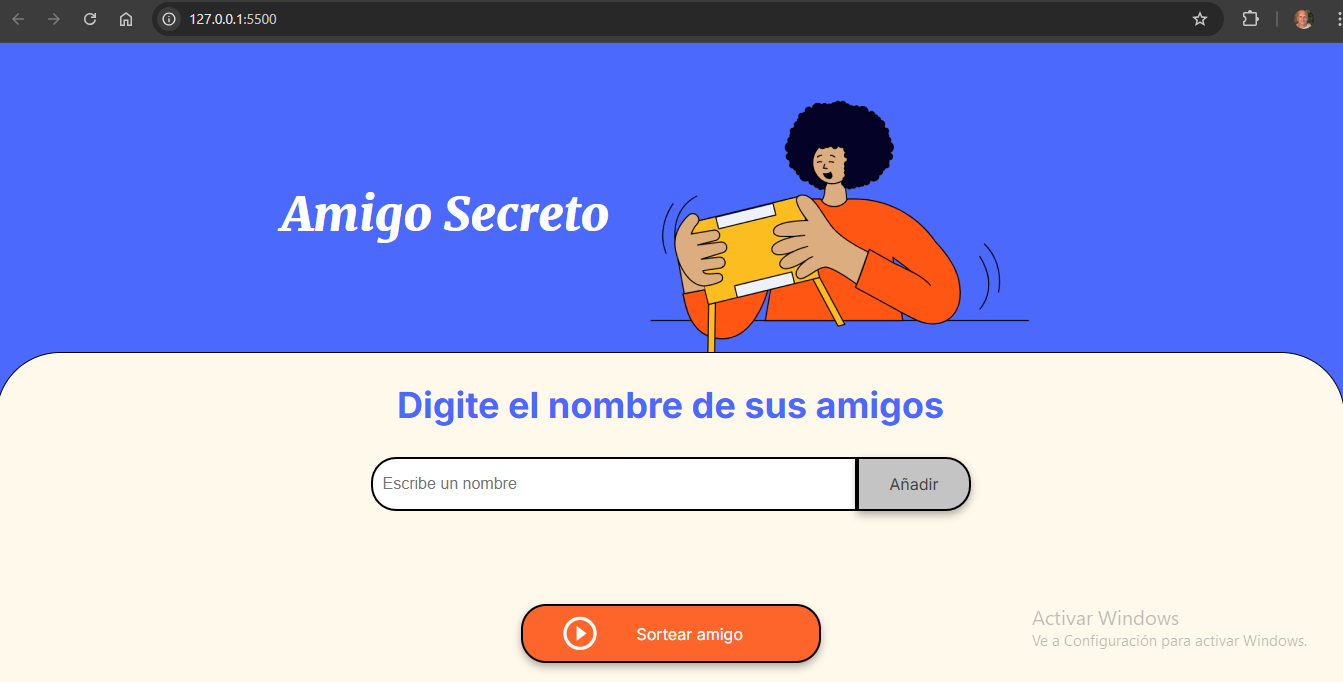 127.0.0.1:5500
Amigo Secreto
Digite el nombre de sus amigos
Escribe un nombre
Añadir
Sortear amigo
Activar Windows
Ve a Configuración para activar Windows.